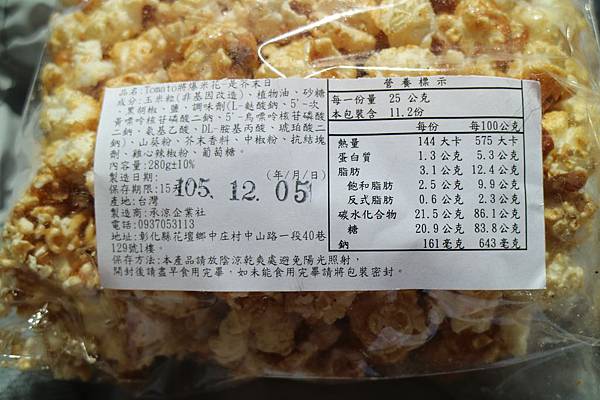 品名:Tomato將爆米花-是芥末日
成分:玉米粒(非基因改造)、植物油、砂糖
、黑胡椒、鹽、調味劑(L-麩酸鈉、5'-次
黃嘌呤核苷磷酸二鈉、5'-鳥嘌呤核苷磷酸
二鈉、氨基乙酸、DL-胺基丙酸、琥珀酸二
鈉)、山葵粉、芥末香料、中椒粉、抗結塊
劑、雞心辣椒粉、葡萄糖。
內容量:280g±10%
製造日期: (年/月/日)
保存期限:15天
105. 12. 05
產地:台灣
製造商:承淙企業社
電話:0937053113
地址:彰化縣花壇鄉中庄村中山路一段40巷
129號1樓。
保存方法:本產品請放陰涼乾爽處避免陽光照射,
開封後請盡早食用完畢,如未能食用完畢請將包裝密封。
營養標示
每一份量 25 公克
本包裝含 11.2份
每份 每100公克
熱量 144 大卡 575 大卡
蛋白質 1.3 公克 5.3 公克
脂肪 3.1 公克 12.4 公克
飽和脂肪 2.5 公克 9.9 公克
反式脂肪 0.6 公克 2.3 公克
碳水化合物 21.5 公克 86.1 公克
糖 20.9 公克 83.8 公克
鈉 161 毫克 643 毫克